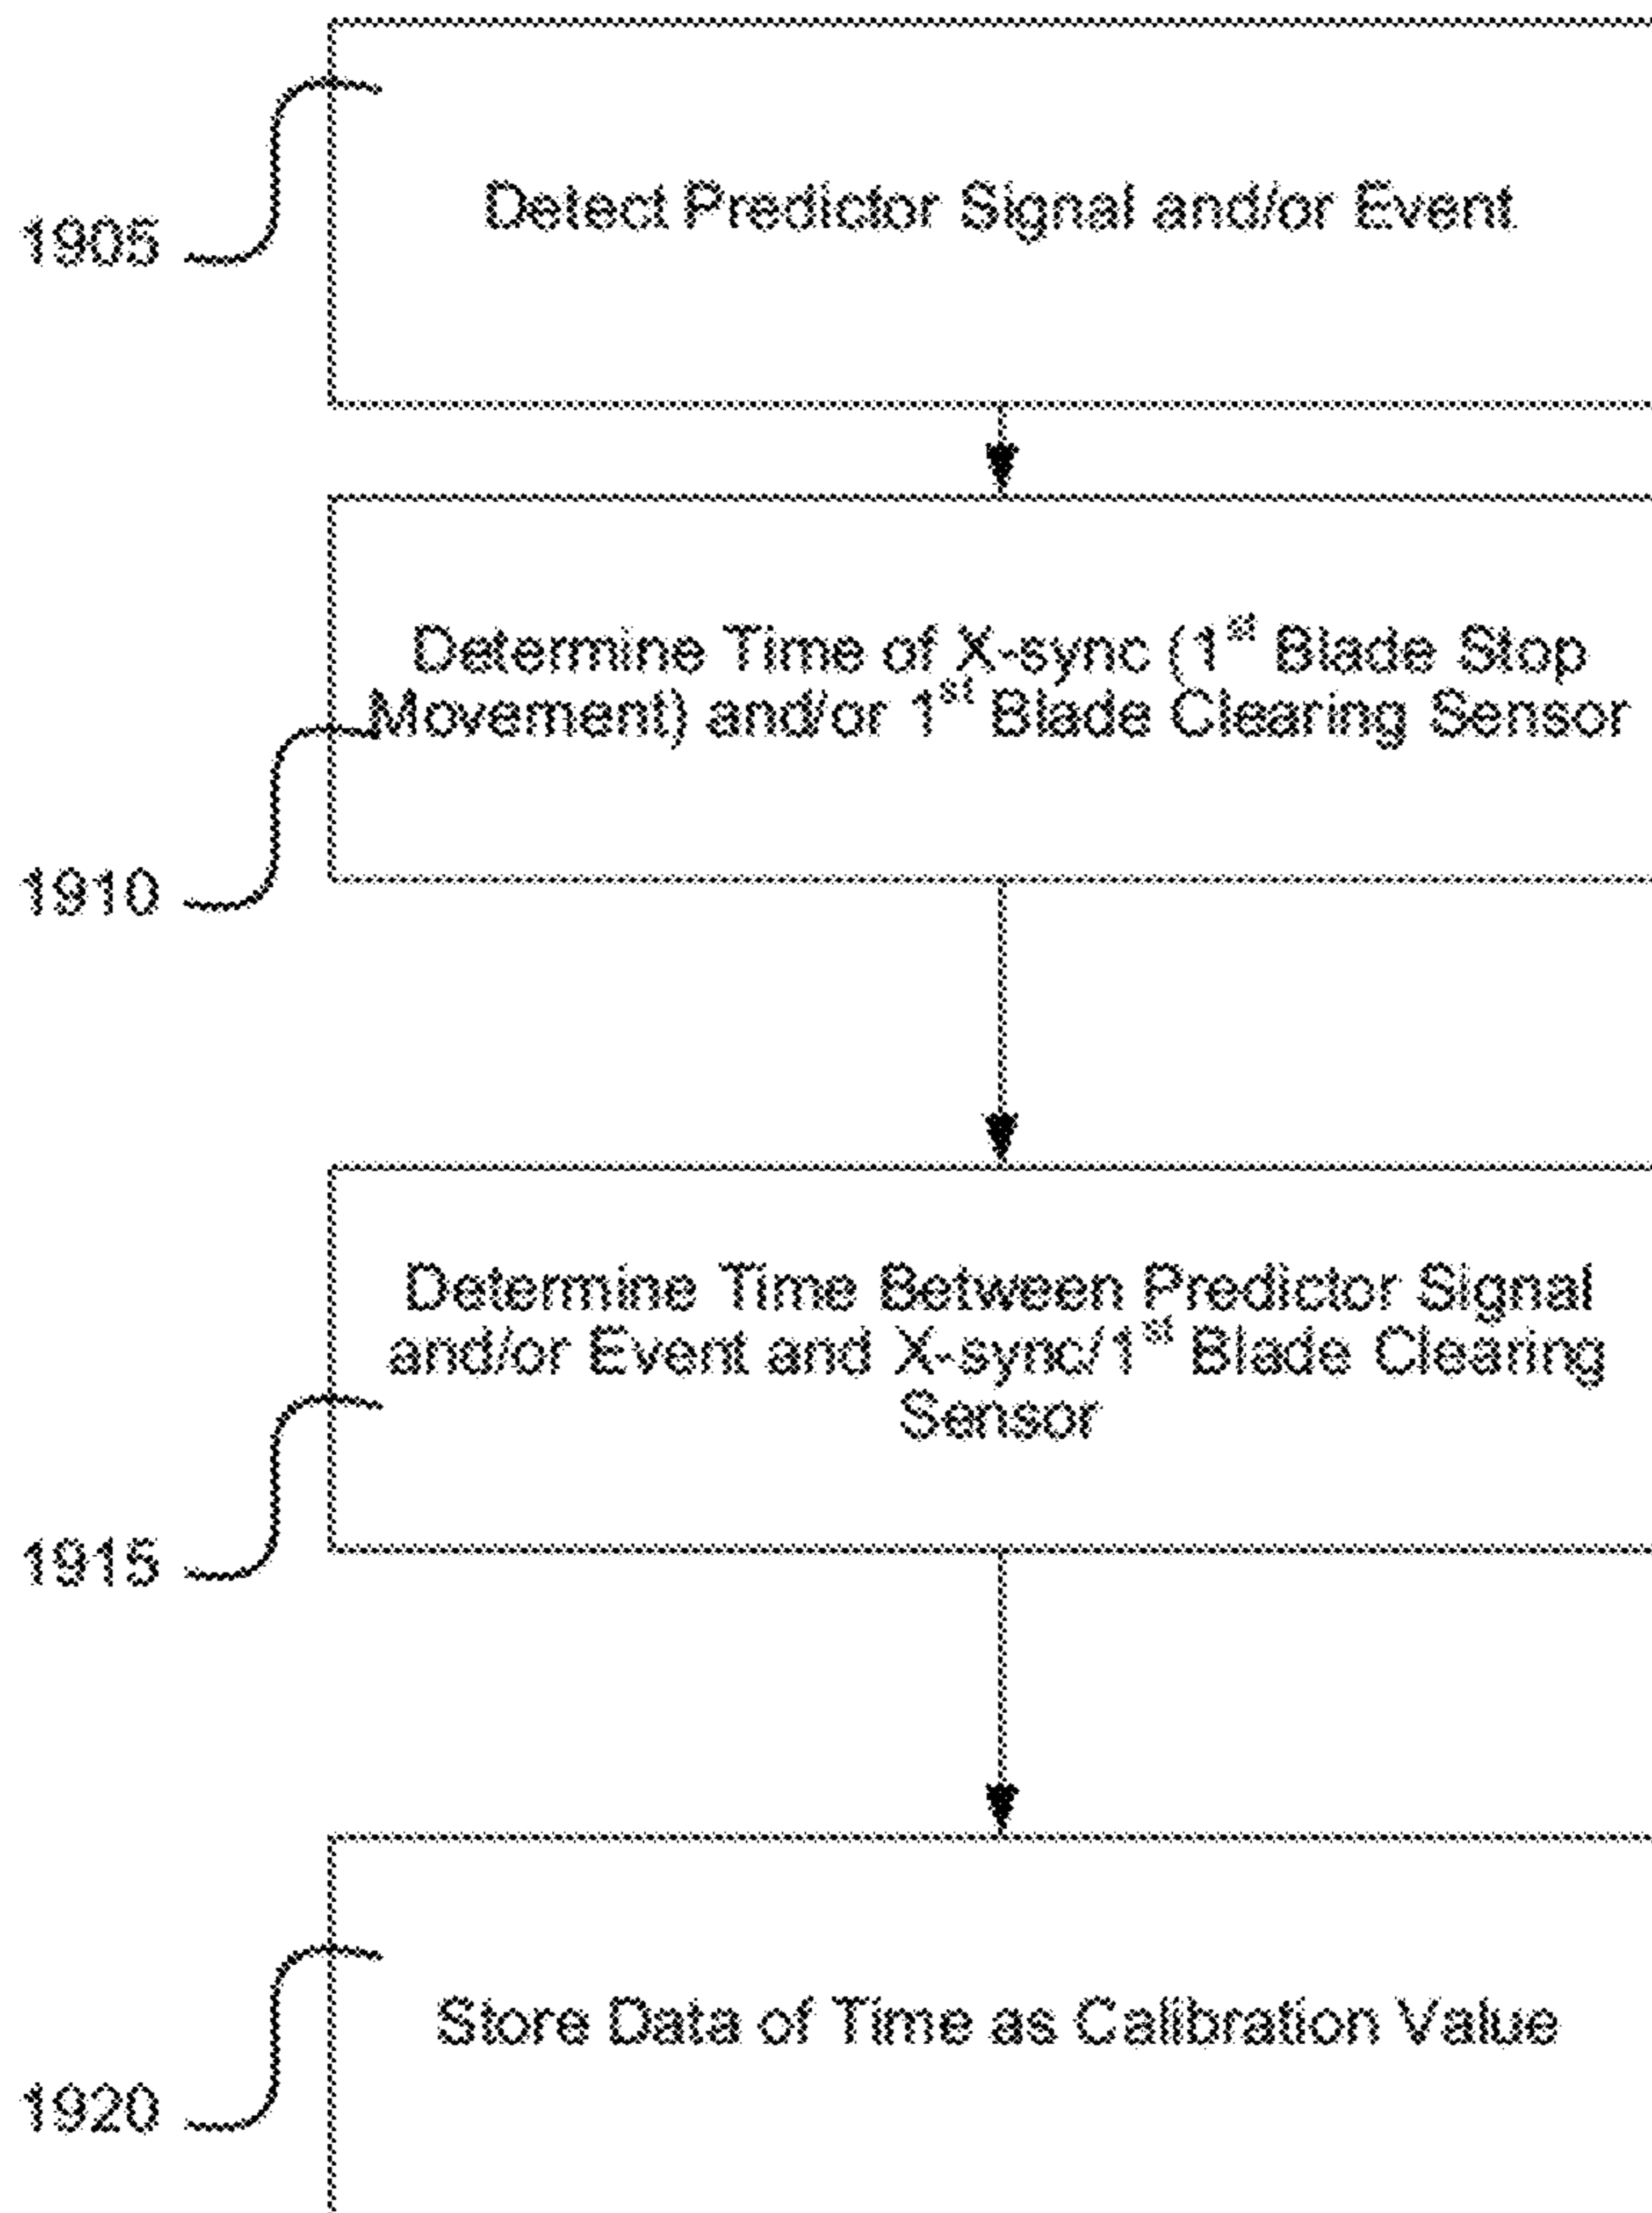 Detect Predictor Signal and/or Event
1905
Determine Time of X-sync (1st Blade Stop
Movement) and/or 1st Blade Clearing Sensor
1910
Determine Time Between Predictor Signal
and/or Event and X-sync/1st Blade Clearing
Sensor
1915
Store Data of Time as Calibration Value
1920